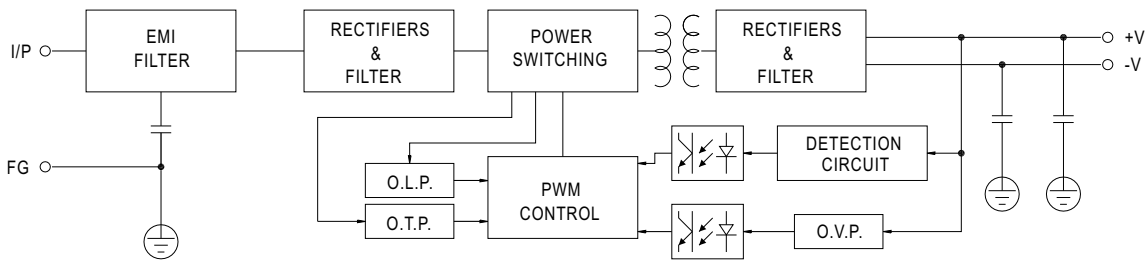 I/P
EMI
FILTER
RECTIFIERS
&
FILTER
POWER
SWITCHING
RECTIFIERS
&
FILTER
+V
-V
FG
O.L.P.
O.T.P.
PWM
CONTROL
DETECTION
CIRCUIT
O.V.P.